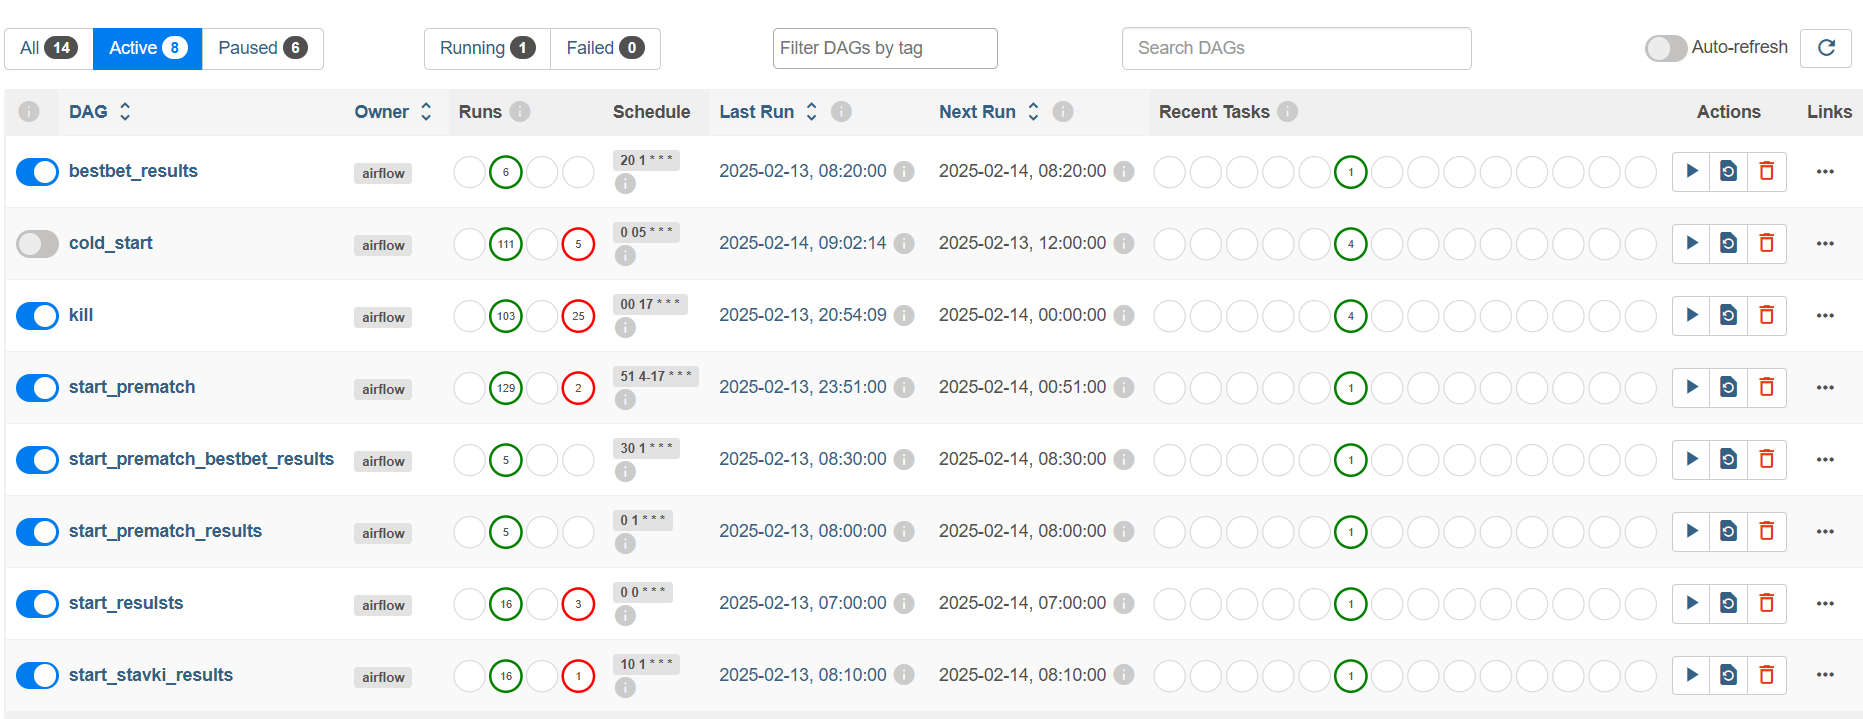 All 14 Active 8 Paused 6 Running 1 Failed 0 Filter DAGs by tag Search DAGs Auto-refresh
DAG Owner Runs Schedule Last Run Next Run Recent Tasks Actions Links
bestbet_results airflow 6 20 1 * * * 2025-02-13, 08:20:00 2025-02-14, 08:20:00 1
cold_start airflow 111 5 0 05 * * * 2025-02-14, 09:02:14 2025-02-13, 12:00:00 4
kill airflow 103 25 00 17 * * * 2025-02-13, 20:54:09 2025-02-14, 00:00:00 4
start_prematch airflow 129 2 51 4-17 * * * 2025-02-13, 23:51:00 2025-02-14, 00:51:00 1
start_prematch_bestbet_results airflow 5 30 1 * * * 2025-02-13, 08:30:00 2025-02-14, 08:30:00 1
start_prematch_results airflow 5 0 1 * * * 2025-02-13, 08:00:00 2025-02-14, 08:00:00 1
start_resulsts airflow 16 3 0 0 * * * 2025-02-13, 07:00:00 2025-02-14, 07:00:00 1
start_stavki_results airflow 16 1 10 1 * * * 2025-02-13, 08:10:00 2025-02-14, 08:10:00 1